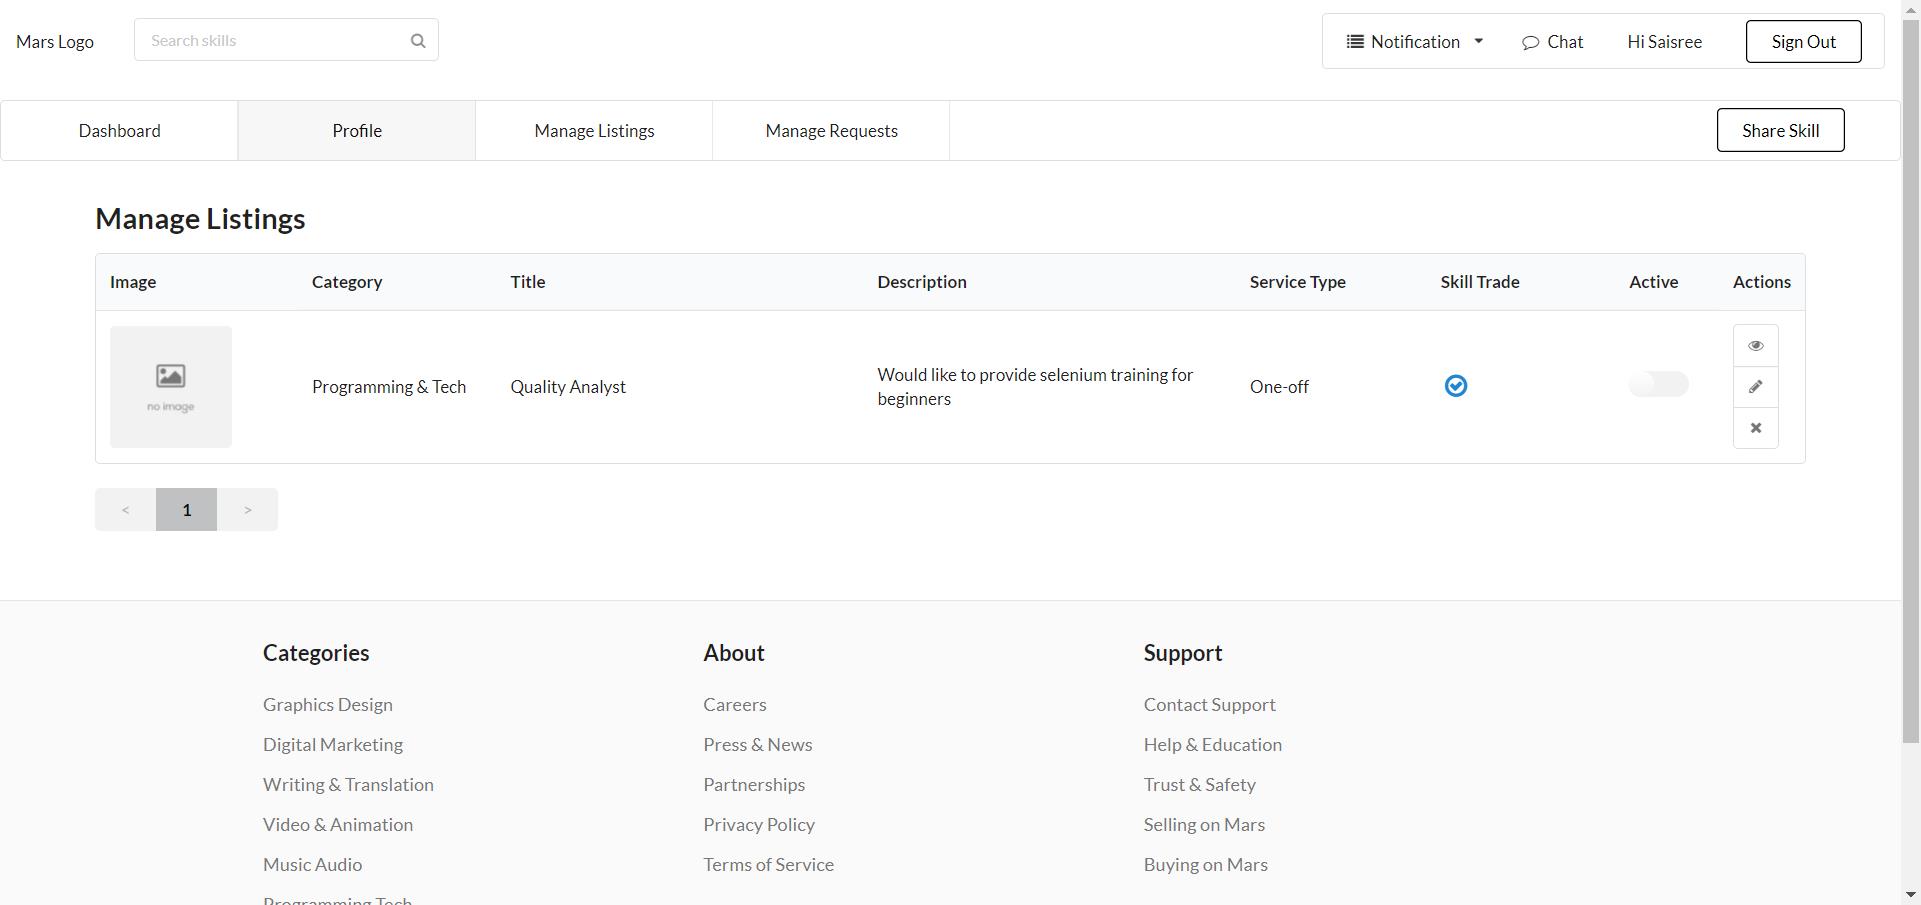 Mars Logo
Search skills
Notification
Chat
Hi Saisree
Sign Out
Dashboard
Profile
Manage Listings
Manage Requests
Share Skill
Manage Listings
Image
Category
Title
Description
Service Type
Skill Trade
Active
Actions
no image
Programming & Tech
Quality Analyst
Would like to provide selenium training for
beginners
One-off
<
1
>
Categories
Graphics Design
Digital Marketing
Writing & Translation
Video & Animation
Music Audio
Programming Tech
About
Careers
Press & News
Partnerships
Privacy Policy
Terms of Service
Support
Contact Support
Help & Education
Trust & Safety
Selling on Mars
Buying on Mars